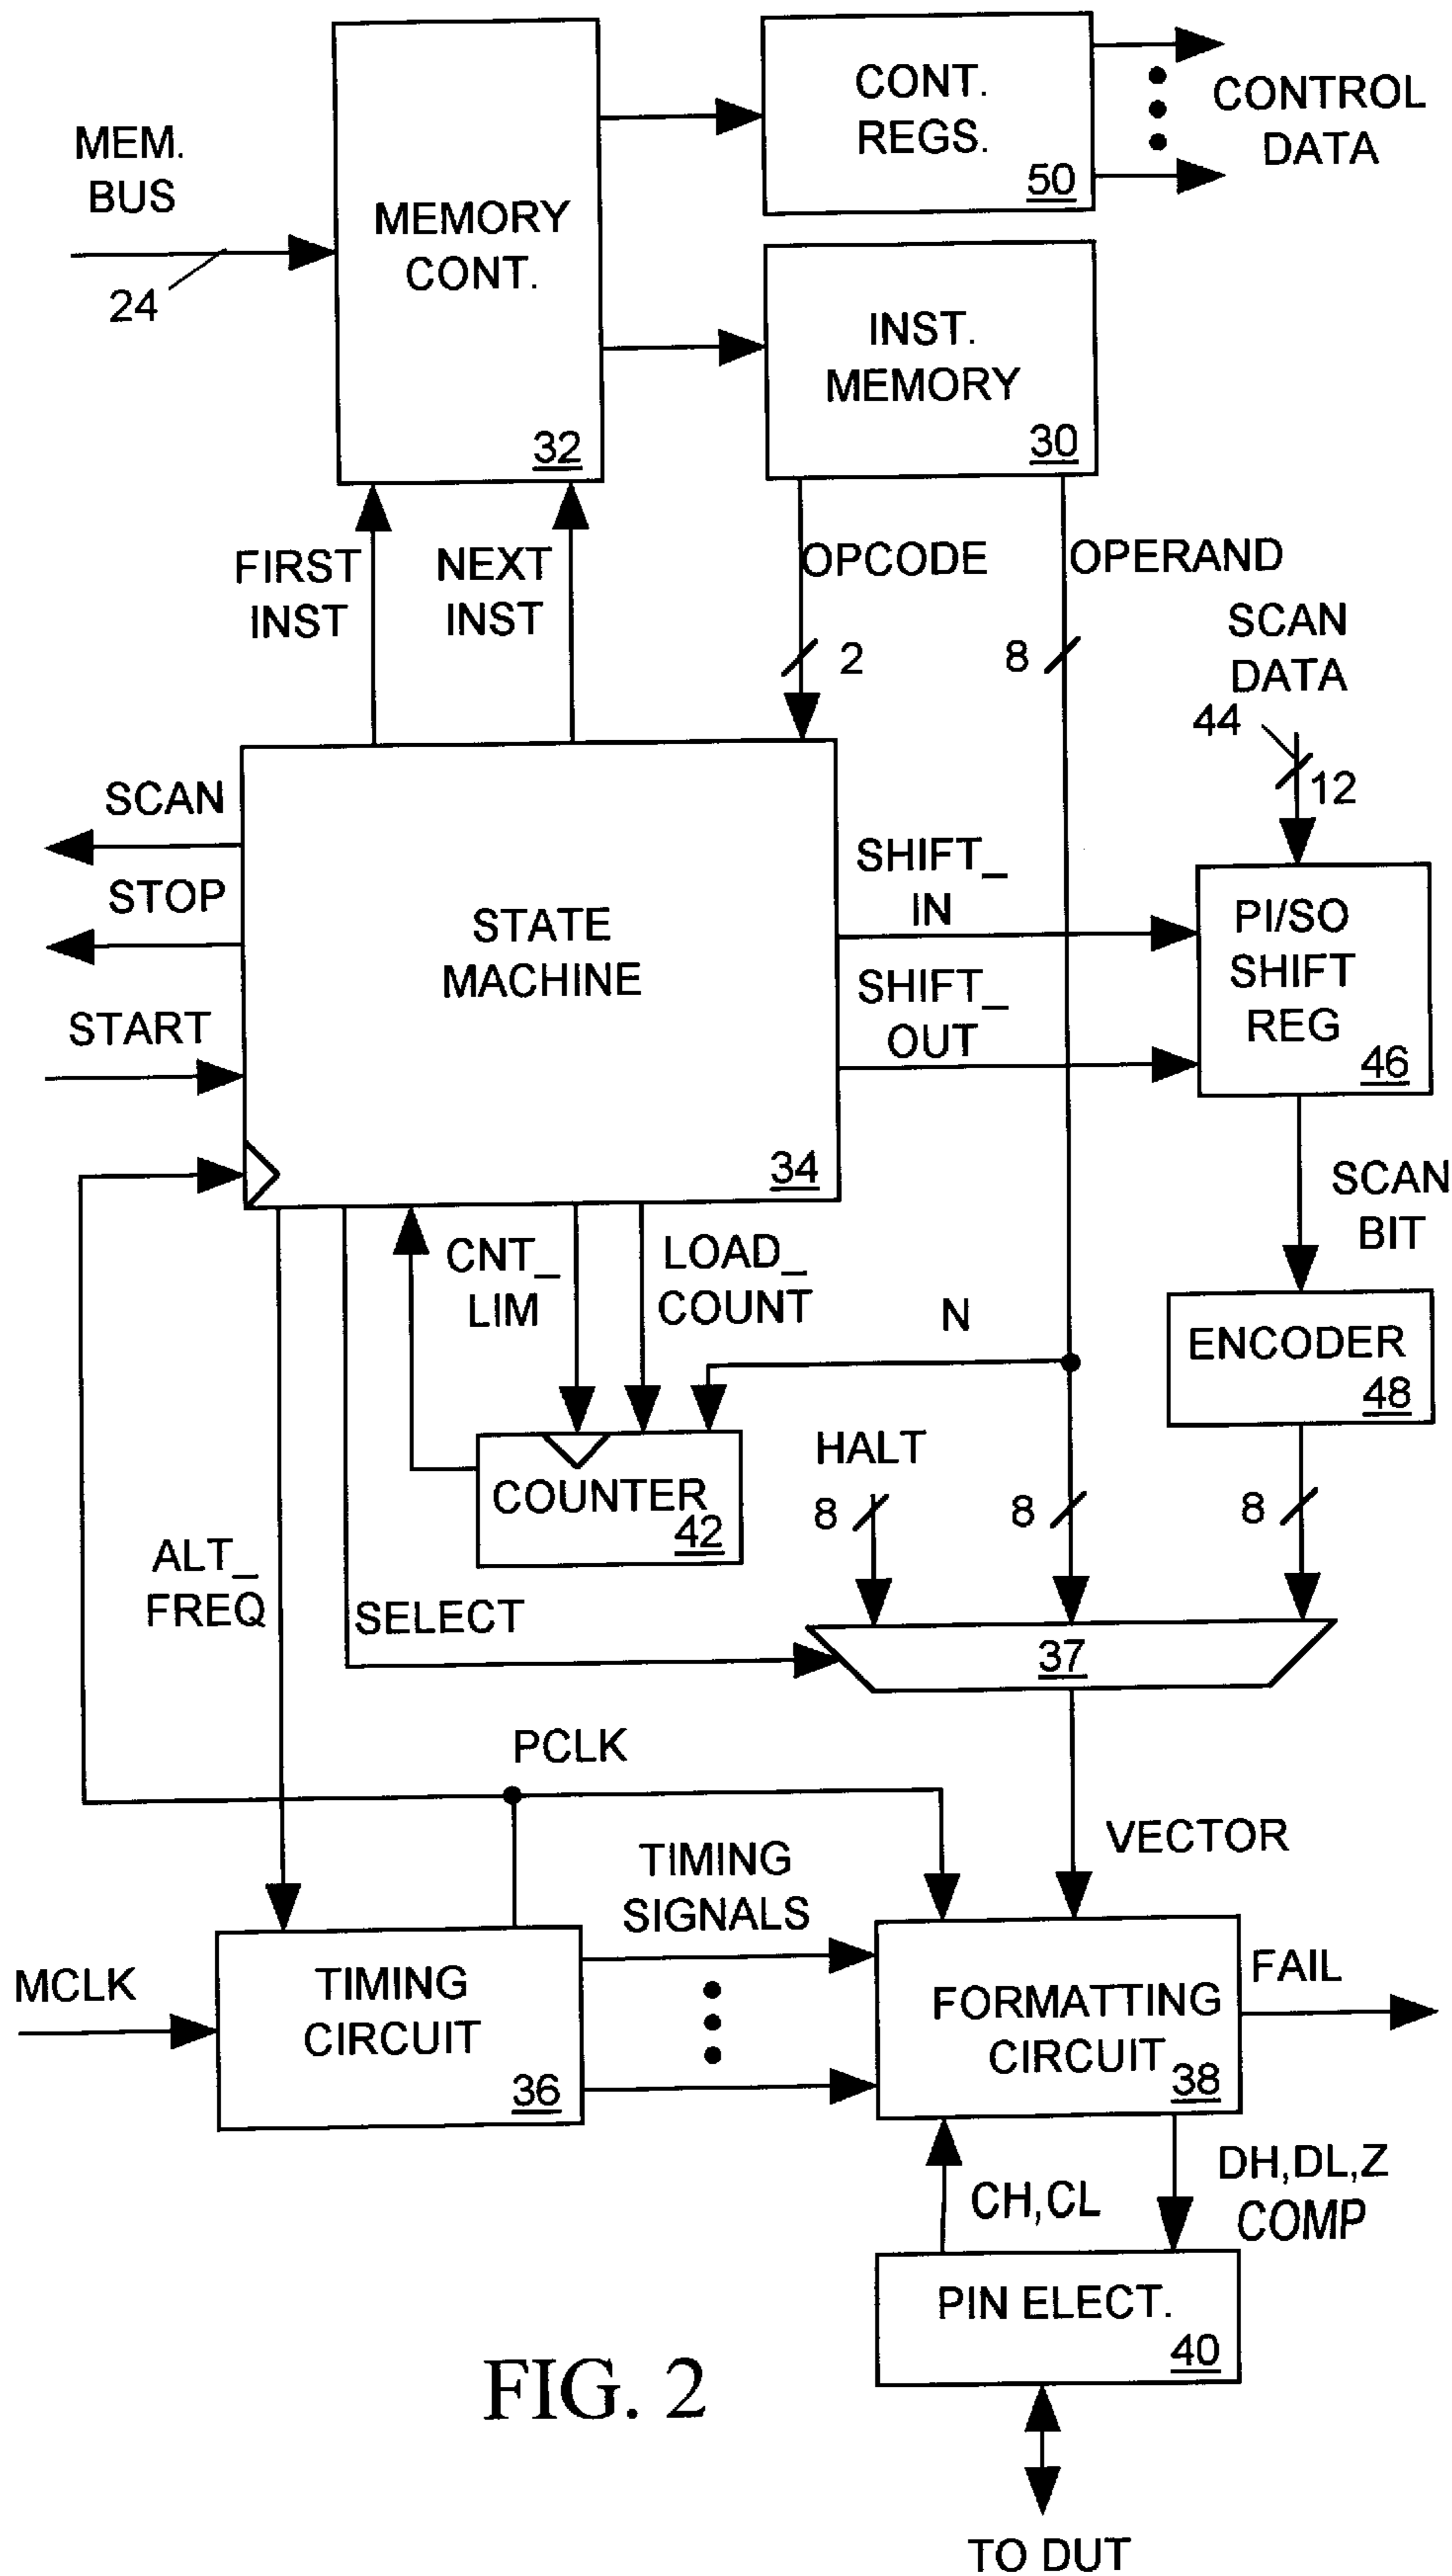 MEM.
BUS
24
MEMORY
CONT.
32
CONT.
REGS.
50
CONTROL
DATA
INST.
MEMORY
30
FIRST
INST
NEXT
INST
OPCODE
2
OPERAND
8
SCAN
DATA
44
12
SCAN
STOP
START
STATE
MACHINE
34
SHIFT_
IN
SHIFT_
OUT
PI/SO
SHIFT
REG
46
SCAN
BIT
CNT_
LIM
LOAD_
COUNT
N
ENCODER
48
COUNTER
42
HALT
8
8
8
ALT_
FREQ
SELECT
37
PCLK
VECTOR
TIMING
SIGNALS
MCLK
TIMING
CIRCUIT
36
FORMATTING
CIRCUIT
38
FAIL
CH,CL
DH,DL,Z
COMP
PIN ELECT.
40
FIG. 2
TO DUT